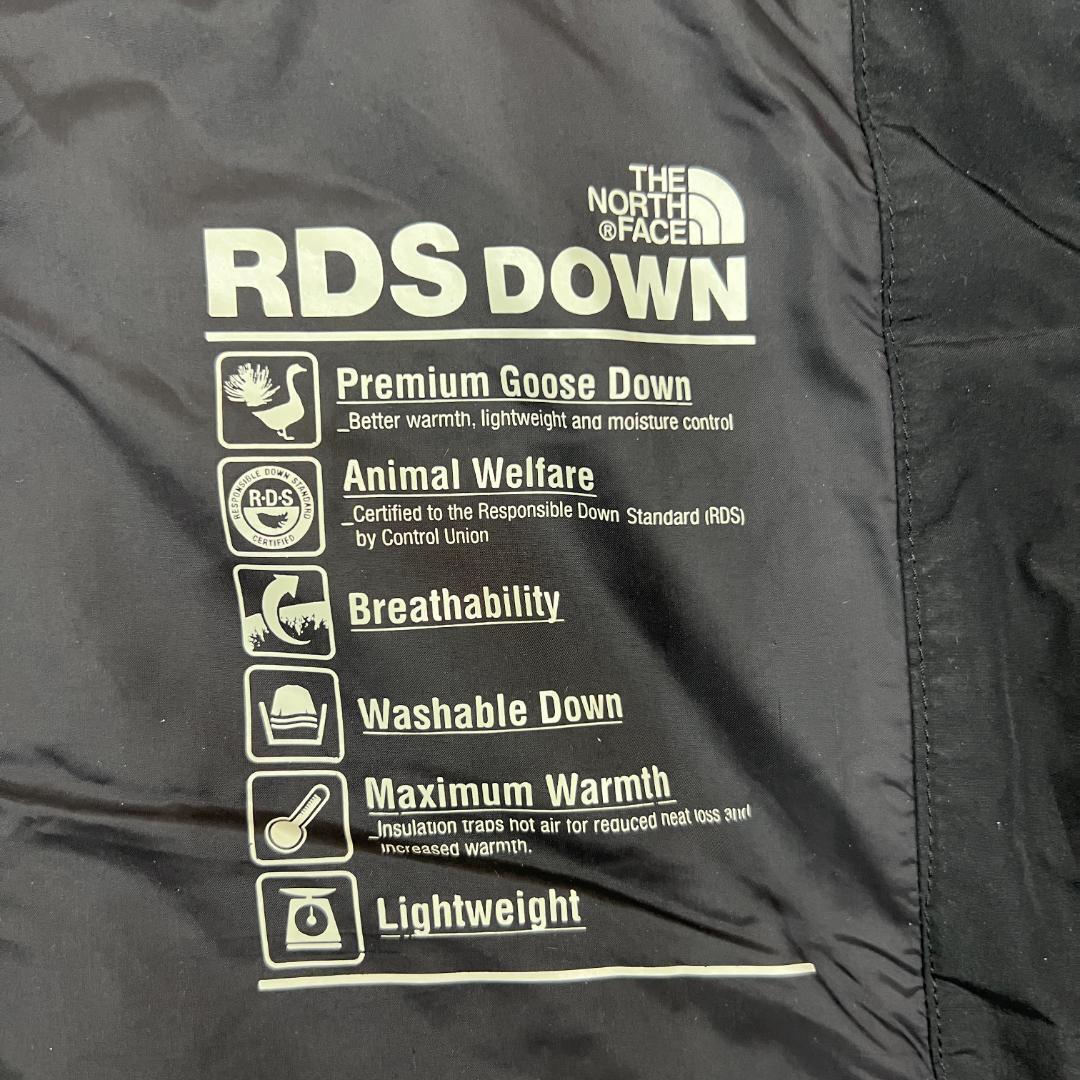 THE
NORTH
®FACE
RDS DOWN
Premium Goose Down
_Better warmth, lightweight and moisture control
RESPONSIBLE DOWN STANDARD
R·D·S
CERTIFIED
Animal Welfare
_Certified to the Responsible Down Standard (RDS)
by Control Union
Breathability
Washable Down
Maximum Warmth
_Insulation traps hot air for reduced heat loss and
increased warmth.
Lightweight